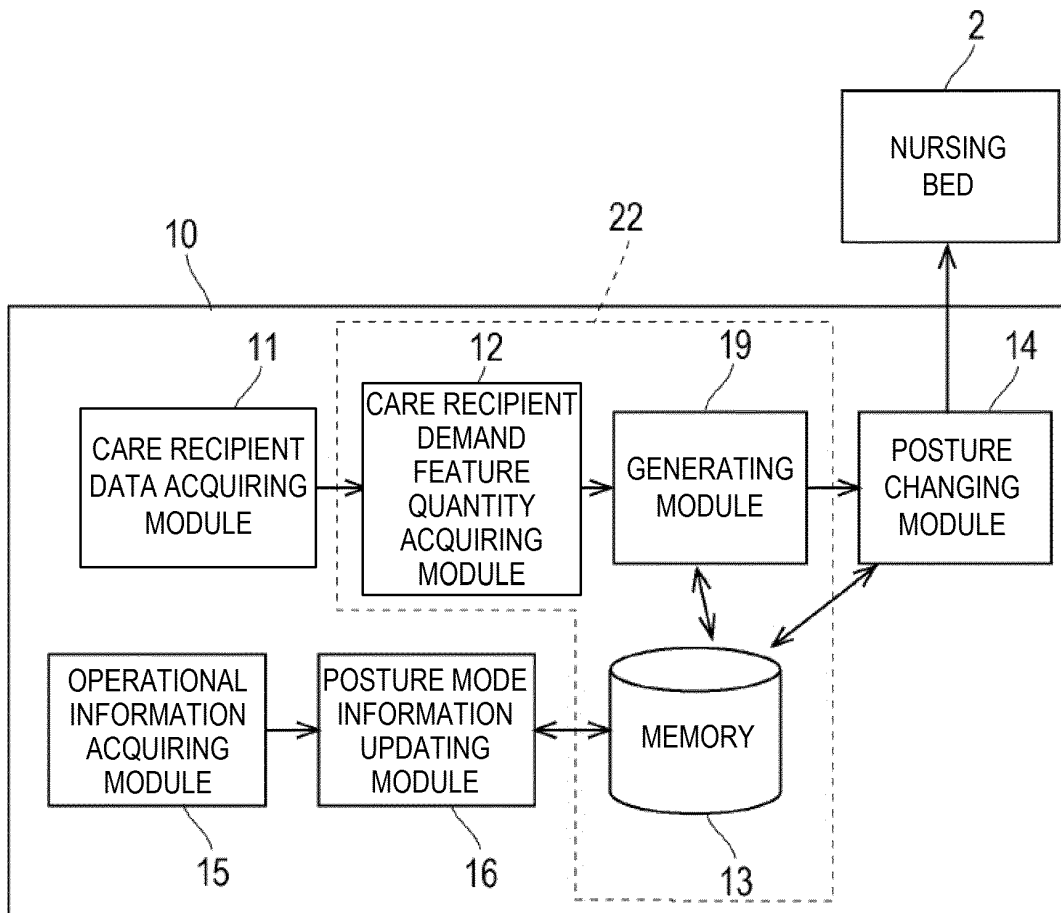 2
NURSING
BED
22
10
11
12
19
14
CARE RECIPIENT
DATA ACQUIRING
MODULE
CARE RECIPIENT
DEMAND
FEATURE
QUANTITY
ACQUIRING
MODULE
GENERATING
MODULE
POSTURE
CHANGING
MODULE
OPERATIONAL
INFORMATION
ACQUIRING
MODULE
POSTURE MODE
INFORMATION
UPDATING
MODULE
MEMORY
15
16
13